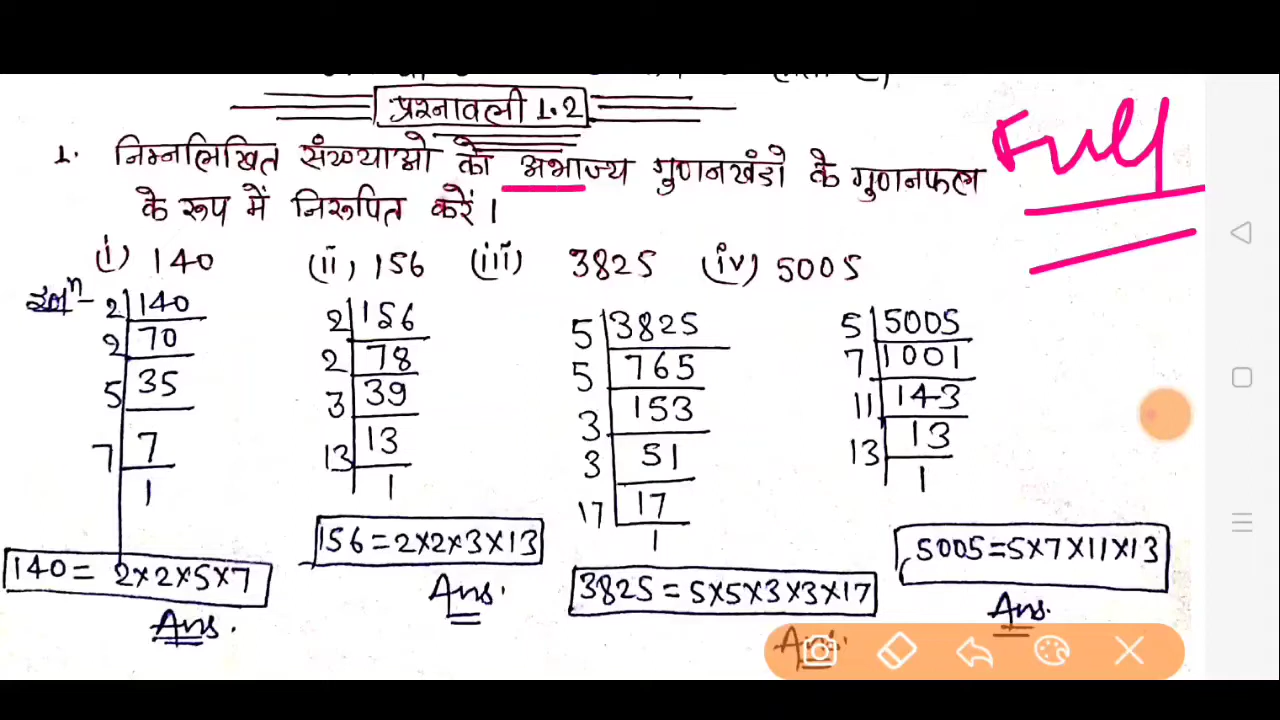 प्रश्नावली 1.2
Full
1. निम्नलिखित संख्याओ को अभाज्य गुणनखंडो के गुणनफल
के रूप में निरूपित करें।
(i) 140 (ii) 156 (iii) 3825 (iv) 5005
Solⁿ-
2 140
2 70
5 35
7 7
1
140 = 2×2×5×7
Ans.
2 156
2 78
3 39
13 13
1
156 = 2×2×3×13
Ans.
5 3825
5 765
3 153
3 51
17 17
1
3825 = 5×5×3×3×17
Ans.
5 5005
7 1001
11 143
13 13
1
5005 = 5×7×11×13
Ans.